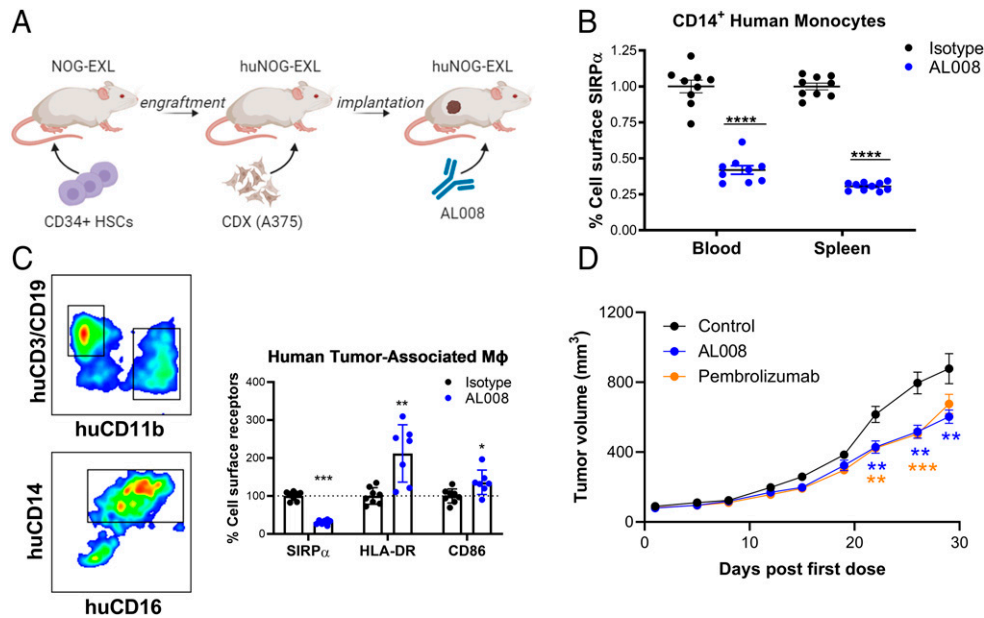 A
NOG-EXL
huNOG-EXL
huNOG-EXL
engraftment
implantation
CD34+ HSCs
CDX (A375)
AL008
B
CD14+ Human Monocytes
Isotype
AL008
% Cell surface SIRPα
1.25
1.00
0.75
0.50
0.25
0.00
****
****
Blood
Spleen
C
huCD3/CD19
huCD11b
huCD14
huCD16
Human Tumor-Associated Mϕ
Isotype
AL008
% Cell surface receptors
400
300
200
100
0
***
**
*
SIRPα
HLA-DR
CD86
D
Control
AL008
Pembrolizumab
Tumor volume (mm3)
1200
800
400
0
**
**
**
***
**
0
10
20
30
Days post first dose